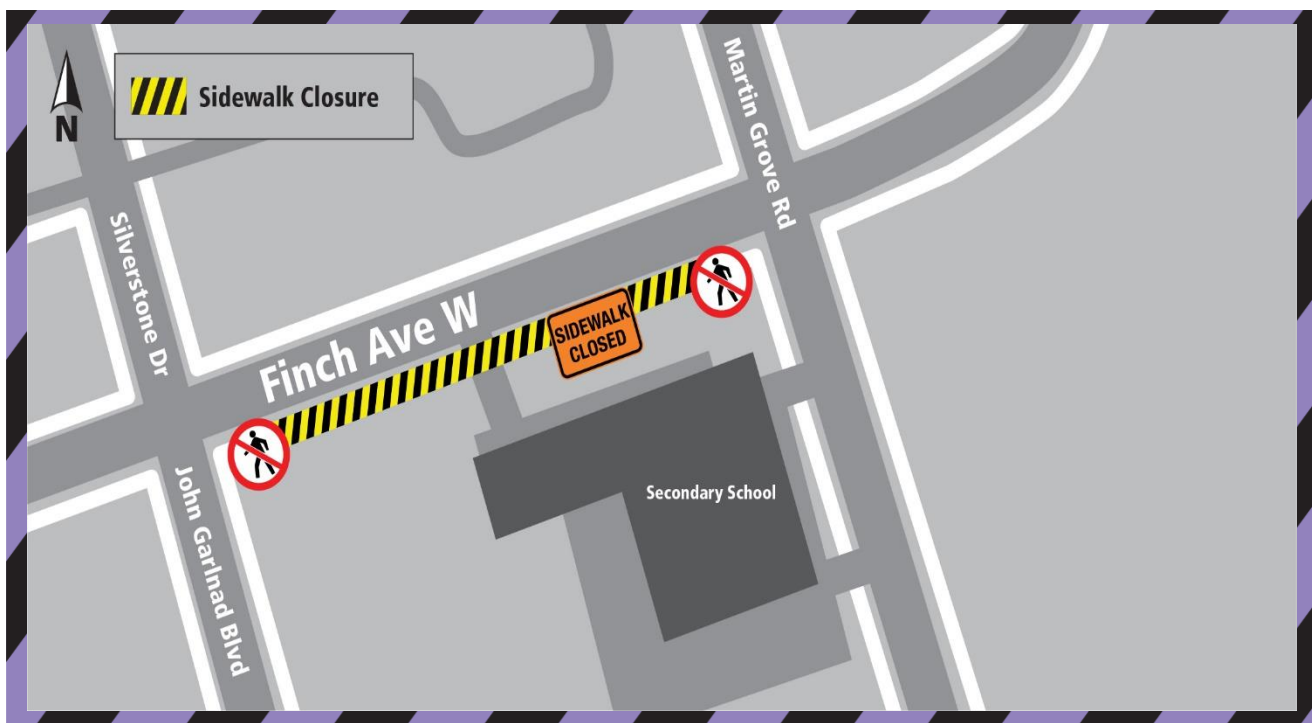 N
Sidewalk Closure
Silverstone Dr
Martin Grove Rd
Finch Ave W
SIDEWALK
CLOSED
John Garlnad Blvd
Secondary School